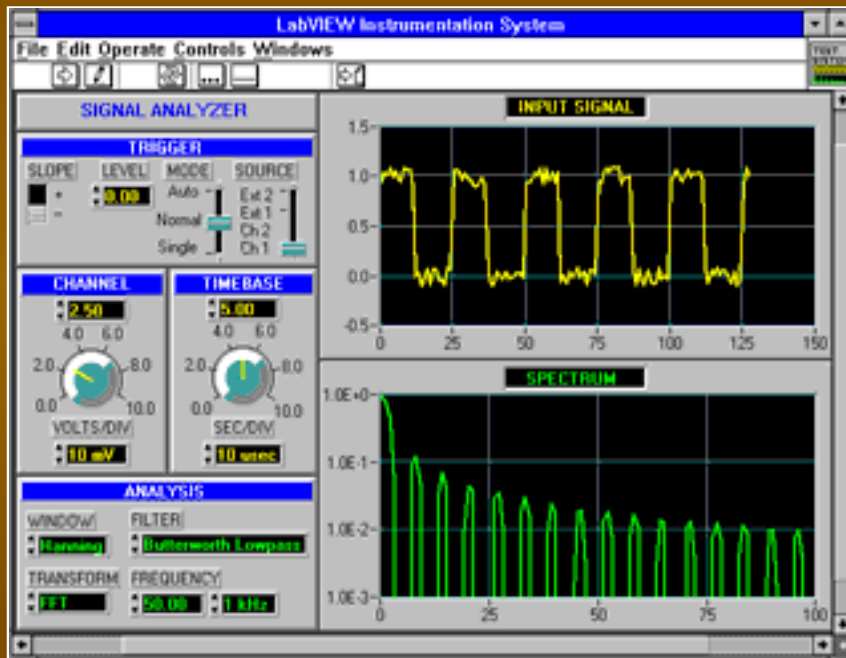 LabVIEW Instrumentation System
File Edit Operate Controls Windows
SIGNAL ANALYZER
TRIGGER
SLOPE LEVEL MODE SOURCE
+
-
0.00
Auto
Normal
Single
Ext 2
Ext 1
Ch 2
Ch 1
CHANNEL
2.50
4.0 6.0
2.0 8.0
0.0 10.0
VOLTS/DIV
10 mV
TIMEBASE
5.00
4.0 6.0
2.0 8.0
0.0 10.0
SEC/DIV
10 usec
ANALYSIS
WINDOW FILTER
Hanning Butterworth Lowpass
TRANSFORM FREQUENCY
FFT 50.00 1 kHz
INPUT SIGNAL
1.5
1.0
0.5
0.0
-0.5
0 25 50 75 100 125 150
SPECTRUM
1.0E+0
1.0E-1
1.0E-2
1.0E-3
0 25 50 75 100